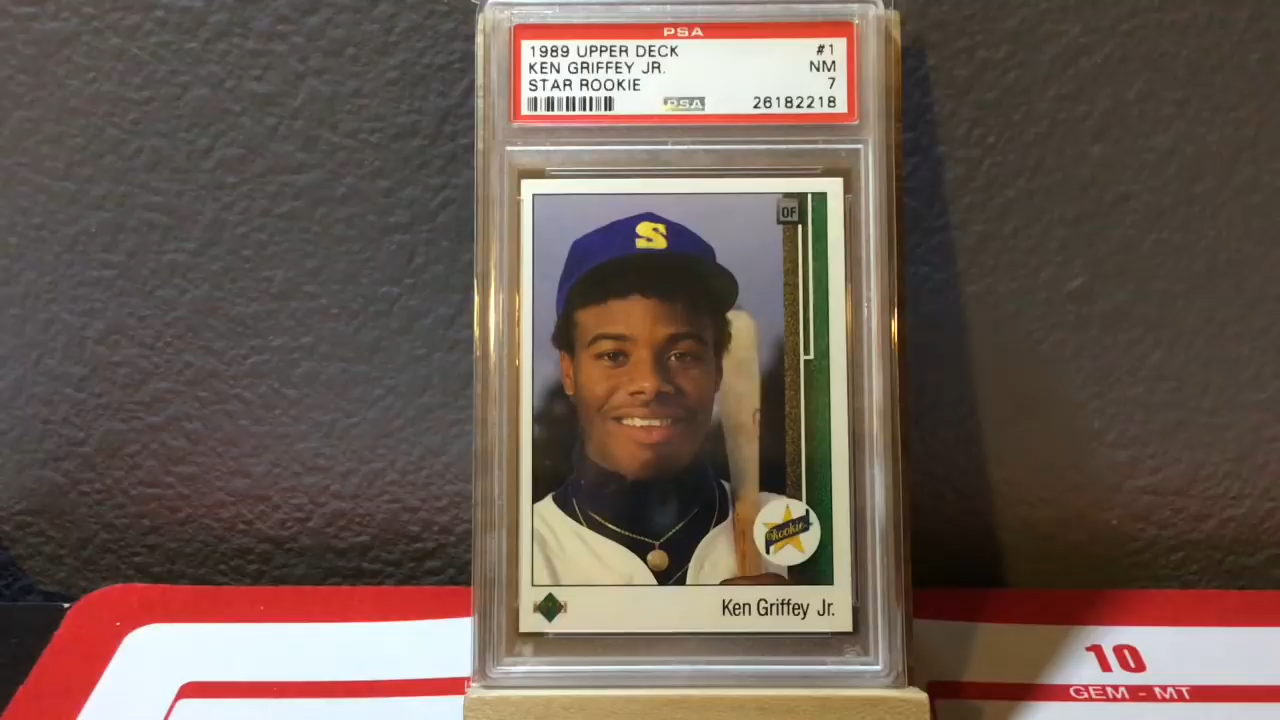 PSA
1989 UPPER DECK #1
KEN GRIFFEY JR. NM
STAR ROOKIE 7
PSA 26182218
OF
S
Rookie
Ken Griffey Jr.
10
GEM - MT